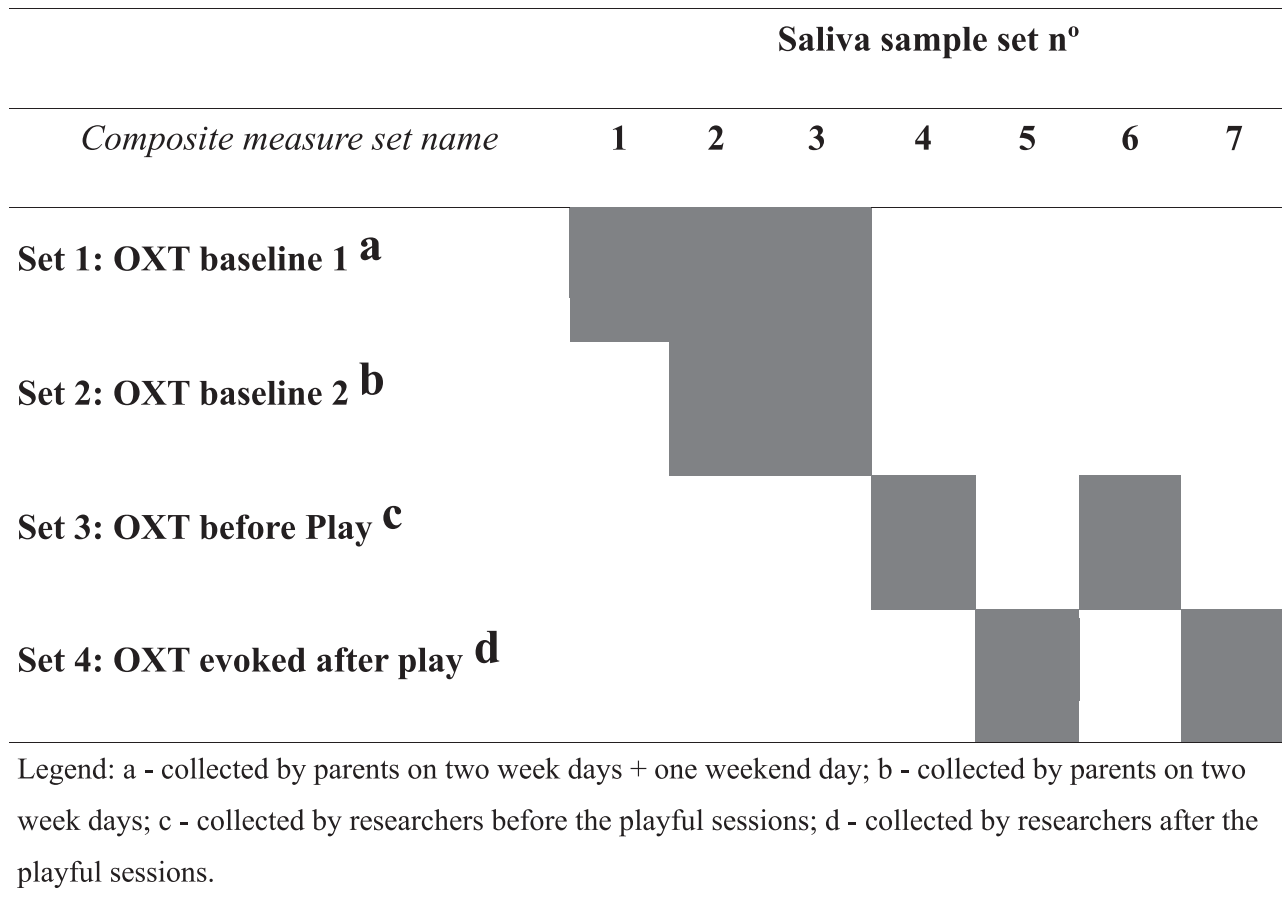 Saliva sample set nº
Composite measure set name 1 2 3 4 5 6 7
Set 1: OXT baseline 1 a
Set 2: OXT baseline 2 b
Set 3: OXT before Play c
Set 4: OXT evoked after play d
Legend: a - collected by parents on two week days + one weekend day; b - collected by parents on two
week days; c - collected by researchers before the playful sessions; d - collected by researchers after the
playful sessions.